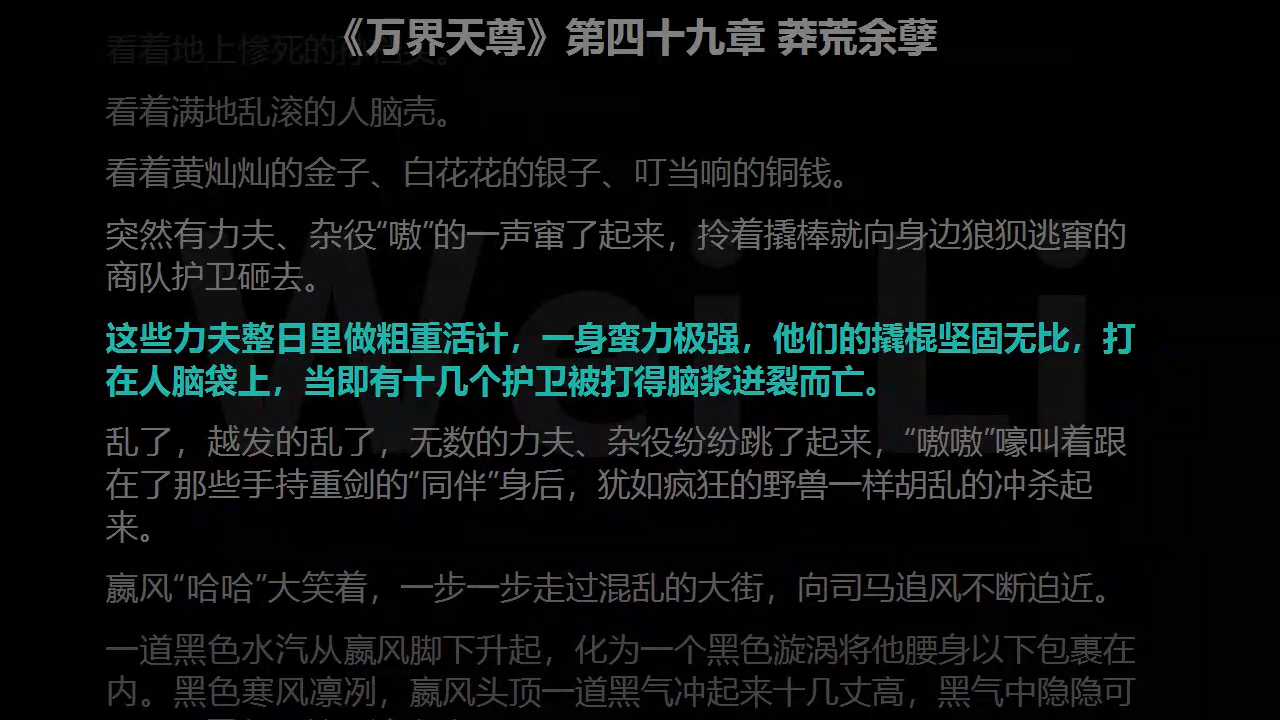 《万界天尊》第四十九章 莽荒余孽
看着地上惨死的
看着满地乱滚的人脑壳。
看着黄灿灿的金子、白花花的银子、叮当响的铜钱。
突然有力夫、杂役“嗷”的一声窜了起来，拎着撬棒就向身边狼狈逃窜的
商队护卫砸去。
这些力夫整日里做粗重活计，一身蛮力极强，他们的撬棍坚固无比，打
在人脑袋上，当即有十几个护卫被打得脑浆迸裂而亡。
乱了，越发的乱了，无数的力夫、杂役纷纷跳了起来，“嗷嗷”嚎叫着跟
在了那些手持重剑的“同伴”身后，犹如疯狂的野兽一样胡乱的冲杀起
来。
嬴风“哈哈”大笑着，一步一步走过混乱的大街，向司马追风不断迫近。
一道黑色水汽从嬴风脚下升起，化为一个黑色漩涡将他腰身以下包裹在
内。黑色寒风凛冽，嬴风头顶一道黑气冲起来十几丈高，黑气中隐隐可
Wei Li